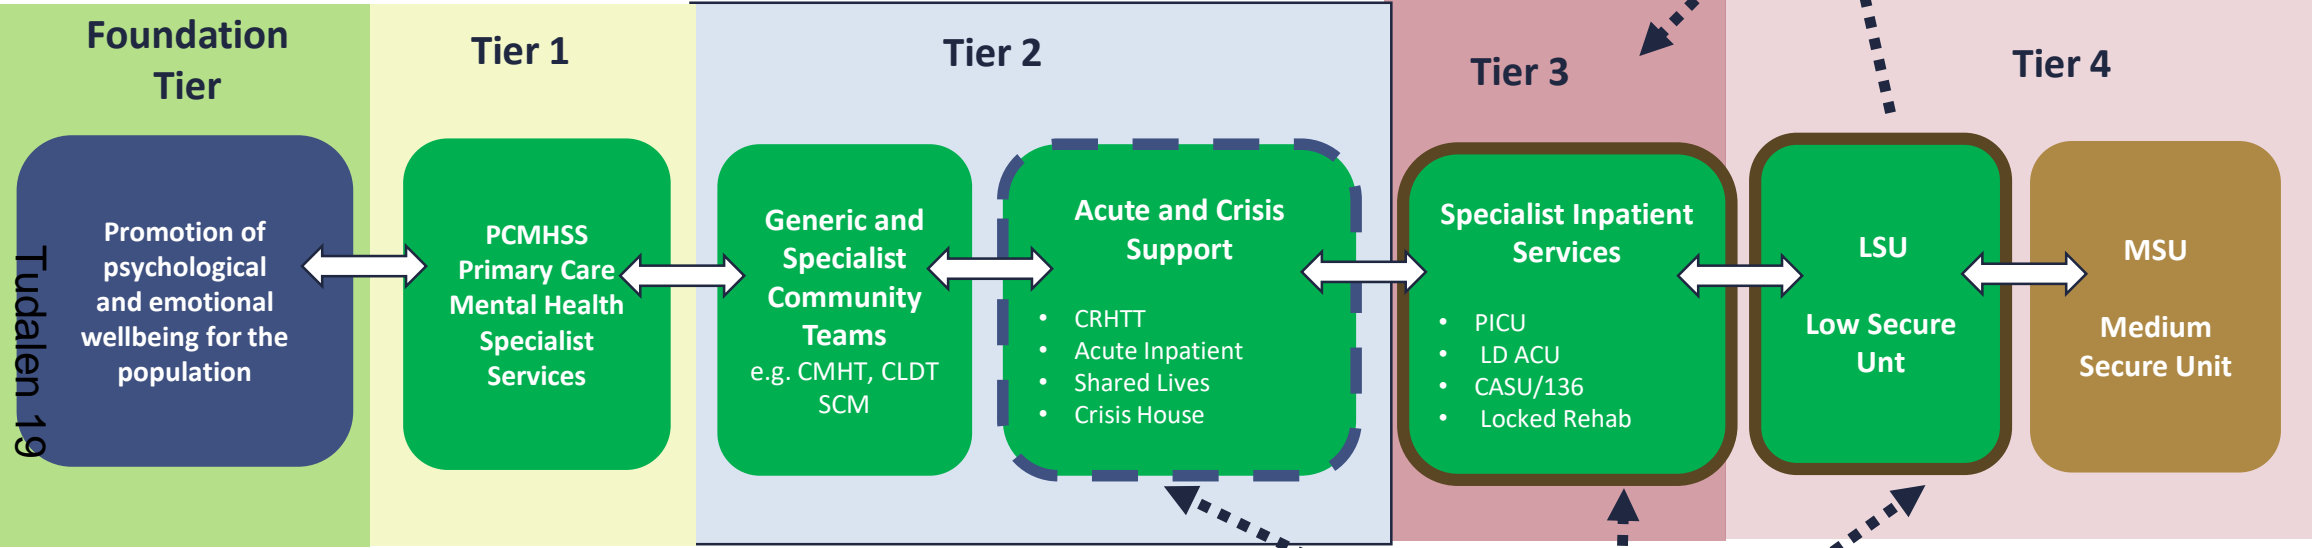 Foundation
Tier
Tier 1
Tier 2
Tier 3
Tier 4
Promotion of
psychological
and emotional
wellbeing for the
population
PCMHSS
Primary Care
Mental Health
Specialist
Services
Generic and
Specialist
Community
Teams
e.g. CMHT, CLDT
SCM
Acute and Crisis
Support
• CRHTT
• Acute Inpatient
• Shared Lives
• Crisis House
Specialist Inpatient
Services
• PICU
• LD ACU
• CASU/136
• Locked Rehab
LSU
Low Secure
Unt
MSU
Medium
Secure Unit
Tudalen 19